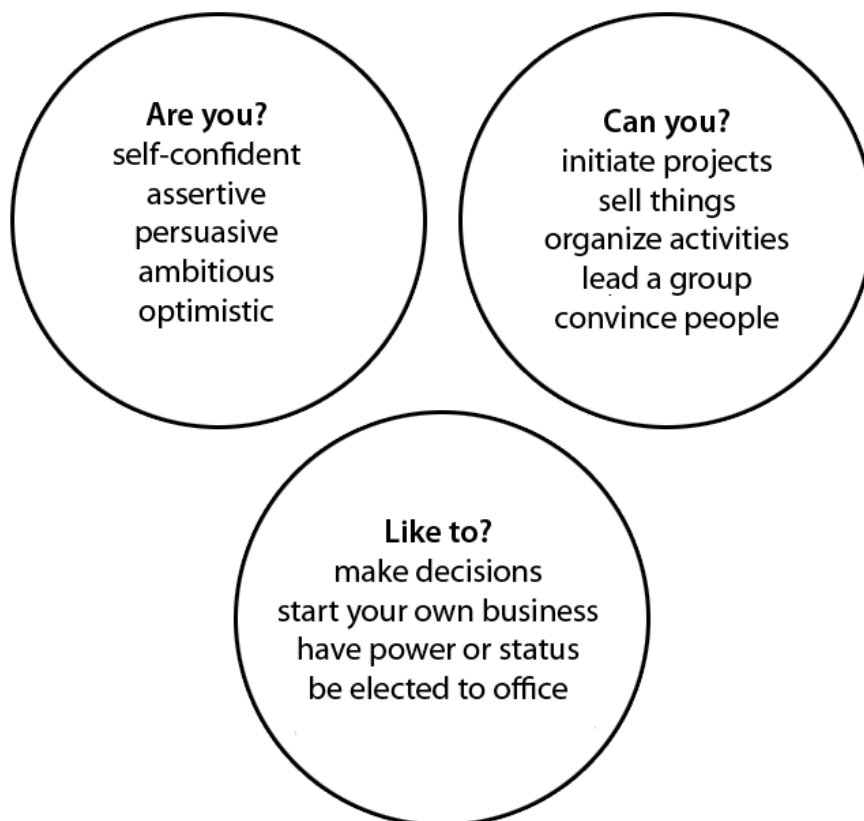 Are you?
self-confident
assertive
persuasive
ambitious
optimistic
Can you?
initiate projects
sell things
organize activities
lead a group
convince people
Like to?
make decisions
start your own business
have power or status
be elected to office